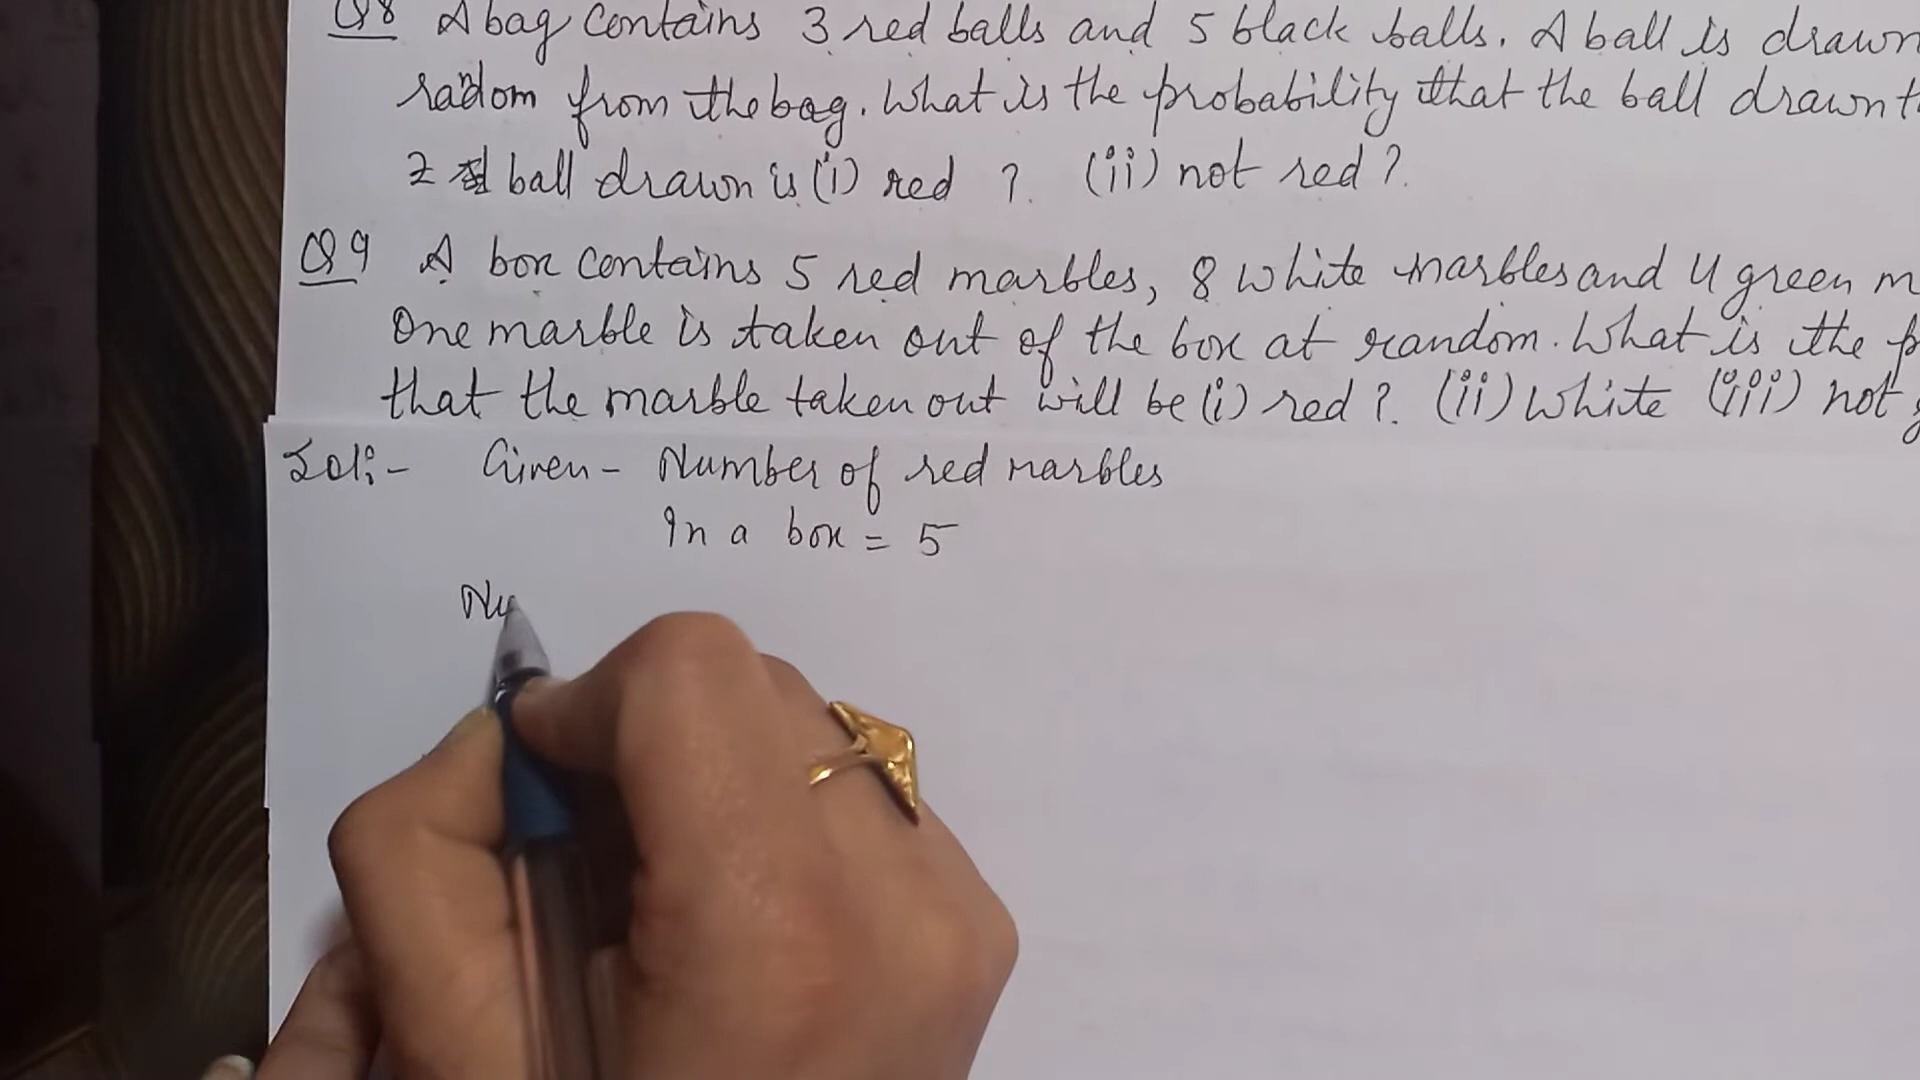 Q8 A bag contains 3 red balls and 5 black balls. A ball is drawn
random from the bag. What is the probability that the ball drawn
ball drawn is (i) red ? (ii) not red ?.
Q9 A box contains 5 red marbles, 8 white marbles and 4 green m
One marble is taken out of the box at random. What is the p
that the marble taken out will be (i) red ?. (ii) white (iii) not g
Sol:- Given - Number of red marbles
In a box = 5
Nu